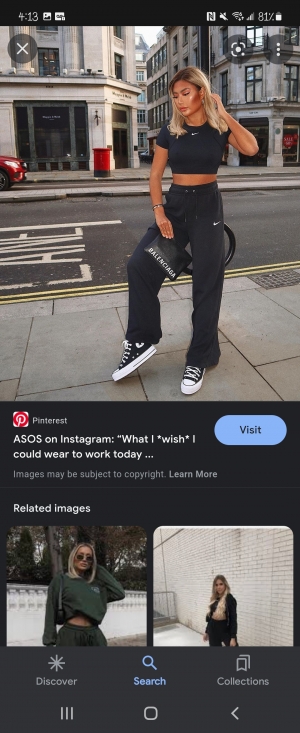 4:13
81%
LANE
BALENCIAGA
Pinterest
ASOS on Instagram: "What I *wish* I
could wear to work today ...
Visit
Images may be subject to copyright. Learn More
Related images
Discover
Search
Collections